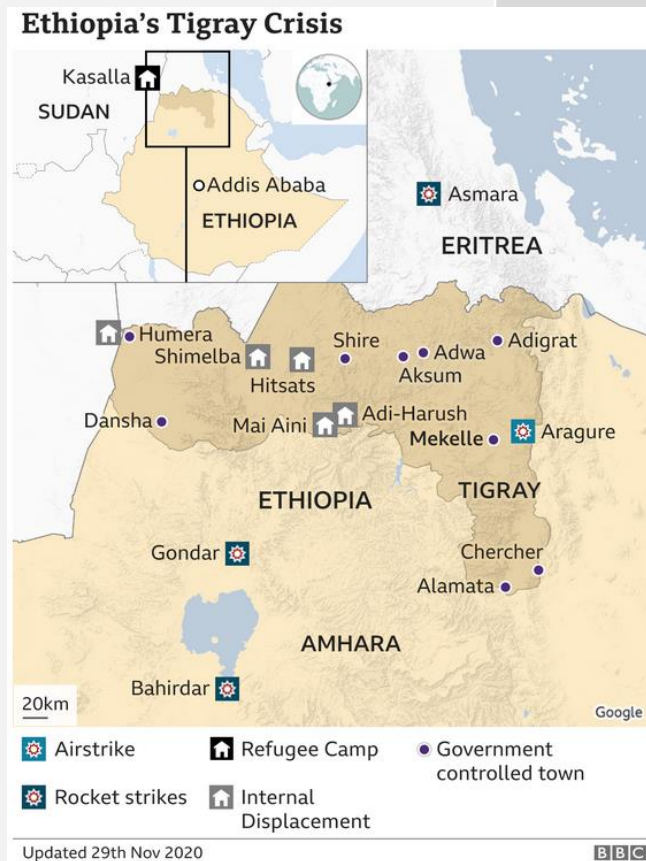 Ethiopia's Tigray Crisis
Kasalla
SUDAN
Addis Ababa
ETHIOPIA
Asmara
ERITREA
Humera
Shimelba
Hitsats
Shire
Adwa
Aksum
Adigrat
Dansha
Mai Aini
Adi-Harush
Mekelle
Aragure
ETHIOPIA
TIGRAY
Gondar
Chercher
Alamata
AMHARA
Bahirdar
20km
Google
Airstrike
Refugee Camp
Government
controlled town
Rocket strikes
Internal
Displacement
Updated 29th Nov 2020
BBC